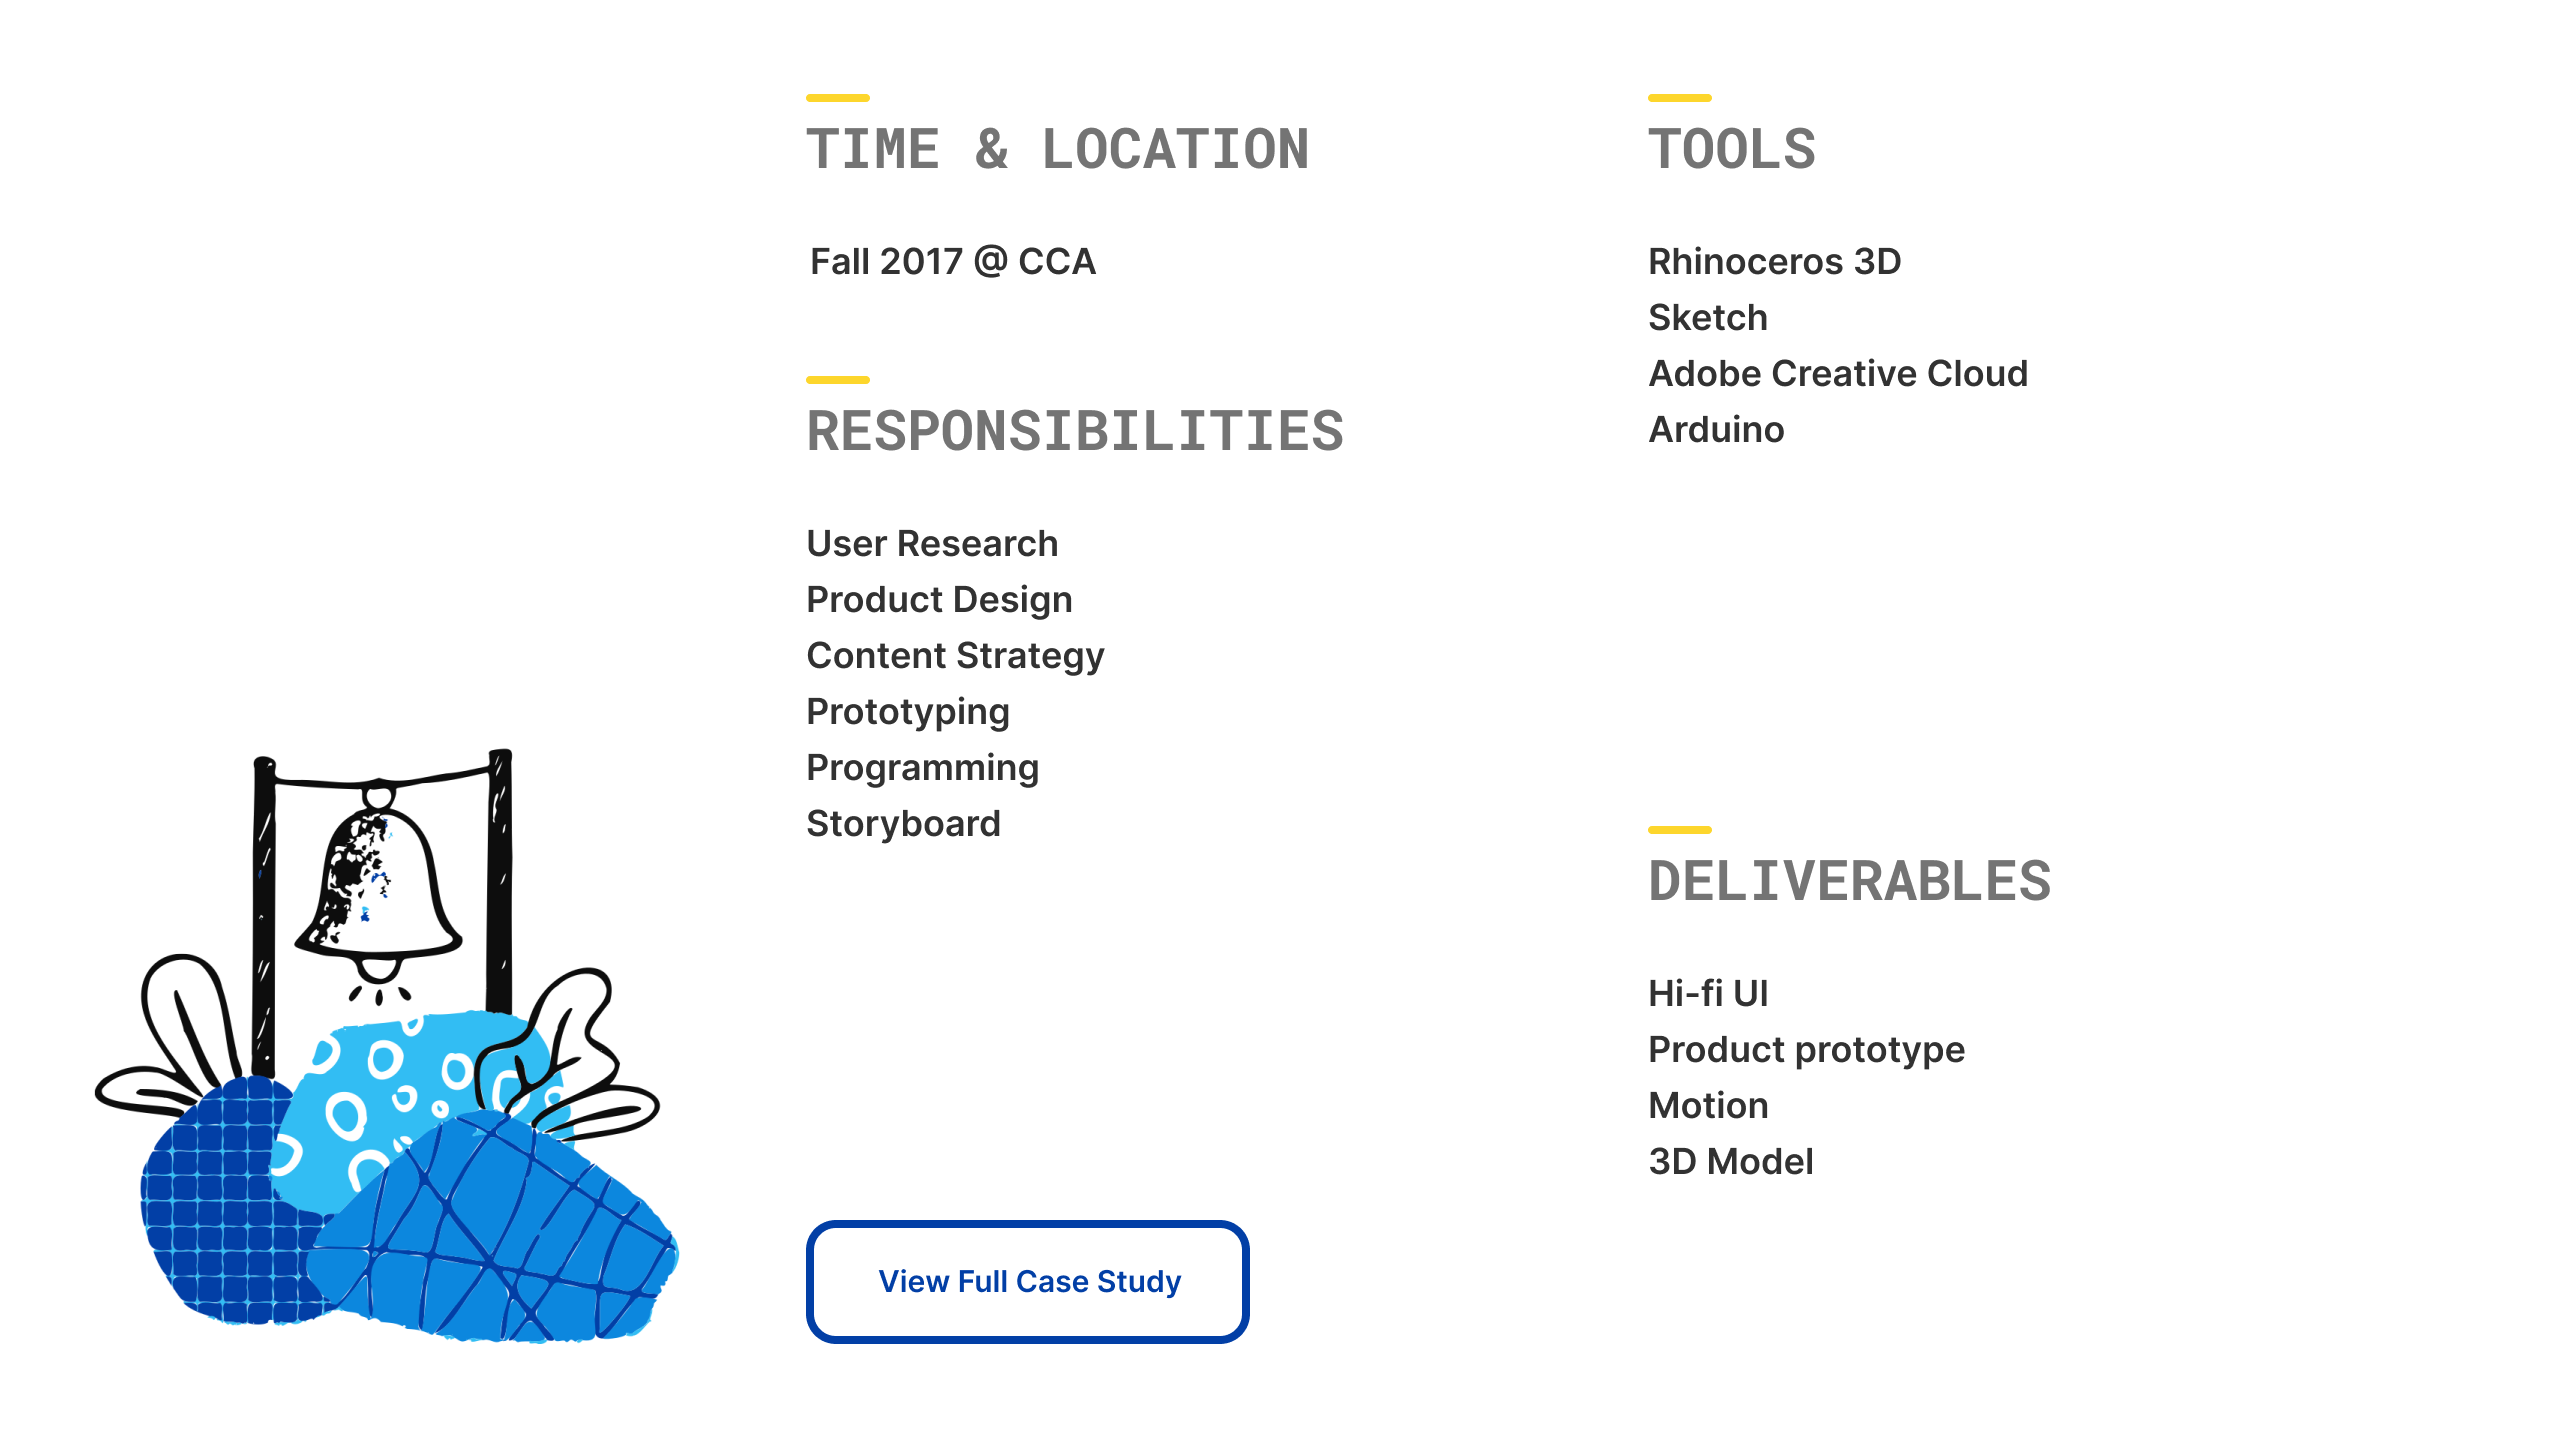 TIME & LOCATION
Fall 2017 @ CCA
RESPONSIBILITIES
User Research
Product Design
Content Strategy
Prototyping
Programming
Storyboard
View Full Case Study
TOOLS
Rhinoceros 3D
Sketch
Adobe Creative Cloud
Arduino
DELIVERABLES
Hi-fi UI
Product prototype
Motion
3D Model